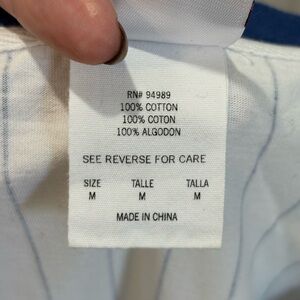 RN# 94989
100% COTTON
100% COTON
100% ALGODON
SEE REVERSE FOR CARE
SIZE TALLE TALLA
M M M
MADE IN CHINA